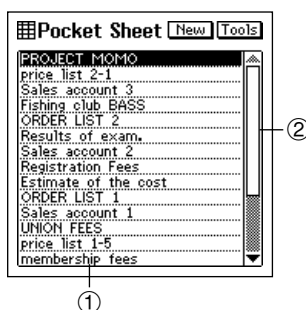 Pocket Sheet New Tools
PROJECT MOMO
price list 2-1
Sales account 3
Fishing club BASS
ORDER LIST 2
Results of exam.
Sales account 2
Registration Fees
Estimate of the cost
ORDER LIST 1
Sales account 1
UNION FEES
price list 1-5
membership fees
②
①